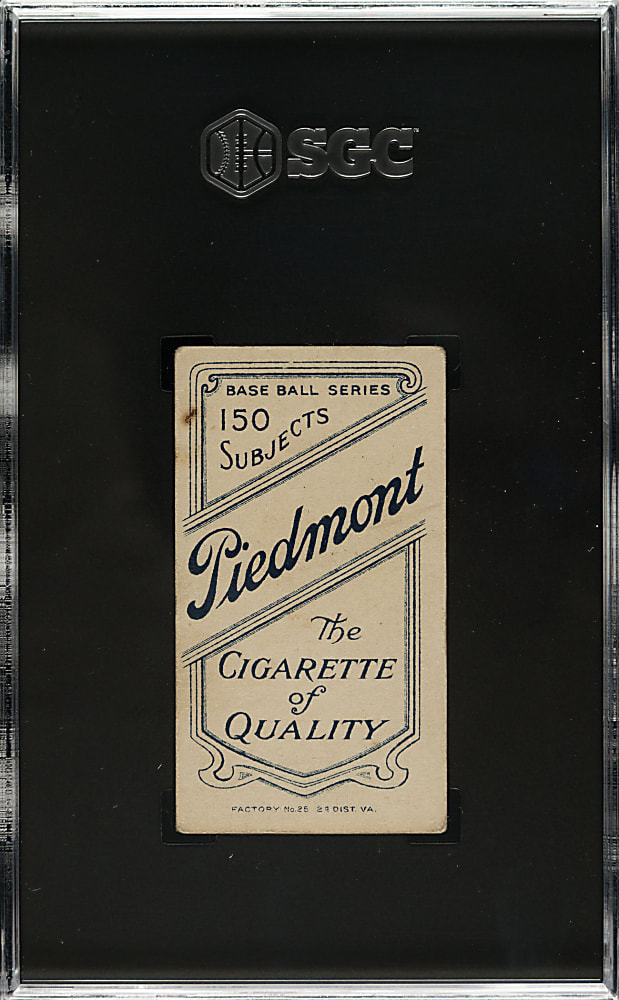 SGC
BASE BALL SERIES
150
SUBJECTS
Piedmont
The
CIGARETTE
of
QUALITY
FACTORY No. 25 2D DIST. VA.